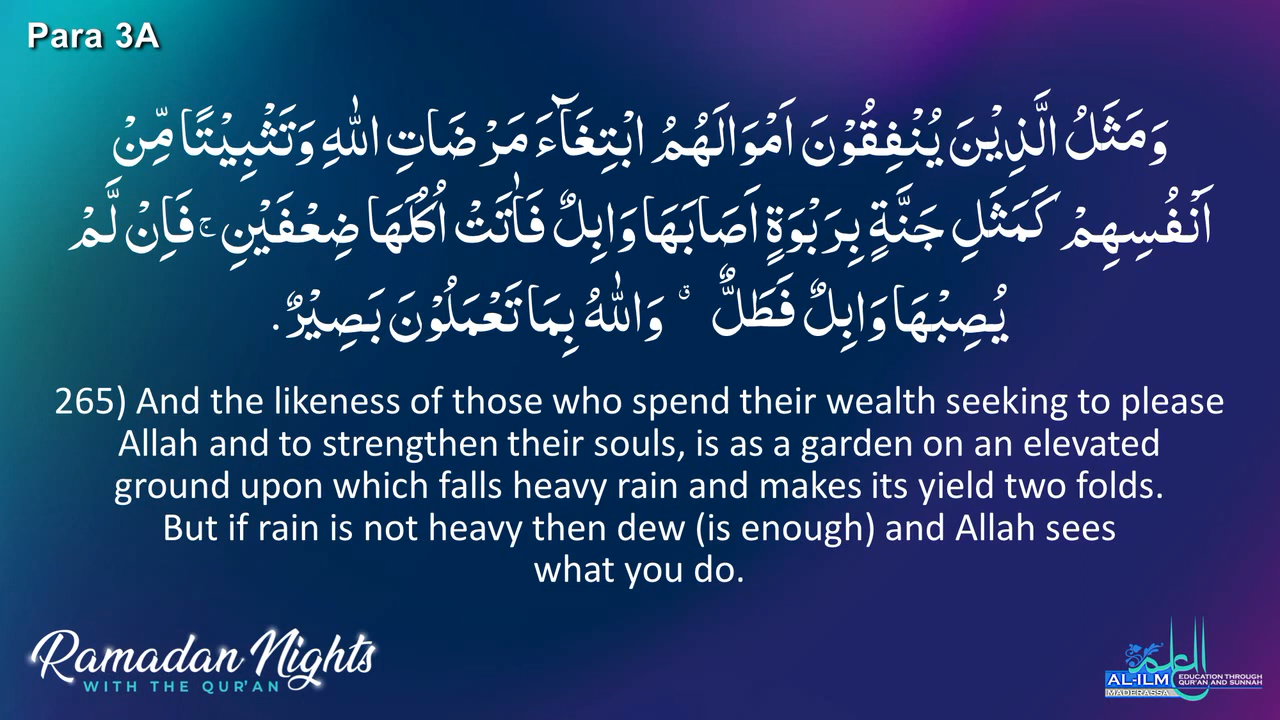 Para 3A
وَمَثَلُ الَّذِيْنَ يُنْفِقُوْنَ اَمْوَالَهُمُ ابْتِغَآءَ مَرْضَاتِ اللّٰهِ وَتَثْبِيْتًا مِّنْ
اَنْفُسِهِمْ كَمَثَلِ جَنَّةٍ بِرَبْوَةٍ اَصَابَهَا وَابِلٌ فَاٰتَتْ اُكُلَهَا ضِعْفَيْنِ ۚ فَاِنْ لَّمْ
يُصِبْهَا وَابِلٌ فَطَلٌّ ۗ وَاللّٰهُ بِمَا تَعْمَلُوْنَ بَصِيْرٌ.
265) And the likeness of those who spend their wealth seeking to please
Allah and to strengthen their souls, is as a garden on an elevated
ground upon which falls heavy rain and makes its yield two folds.
But if rain is not heavy then dew (is enough) and Allah sees
what you do.
Ramadan Nights
WITH THE QUR'AN
العلم
AL-ILM
MADERASSA
EDUCATION THROUGH
QUR'AN AND SUNNAH